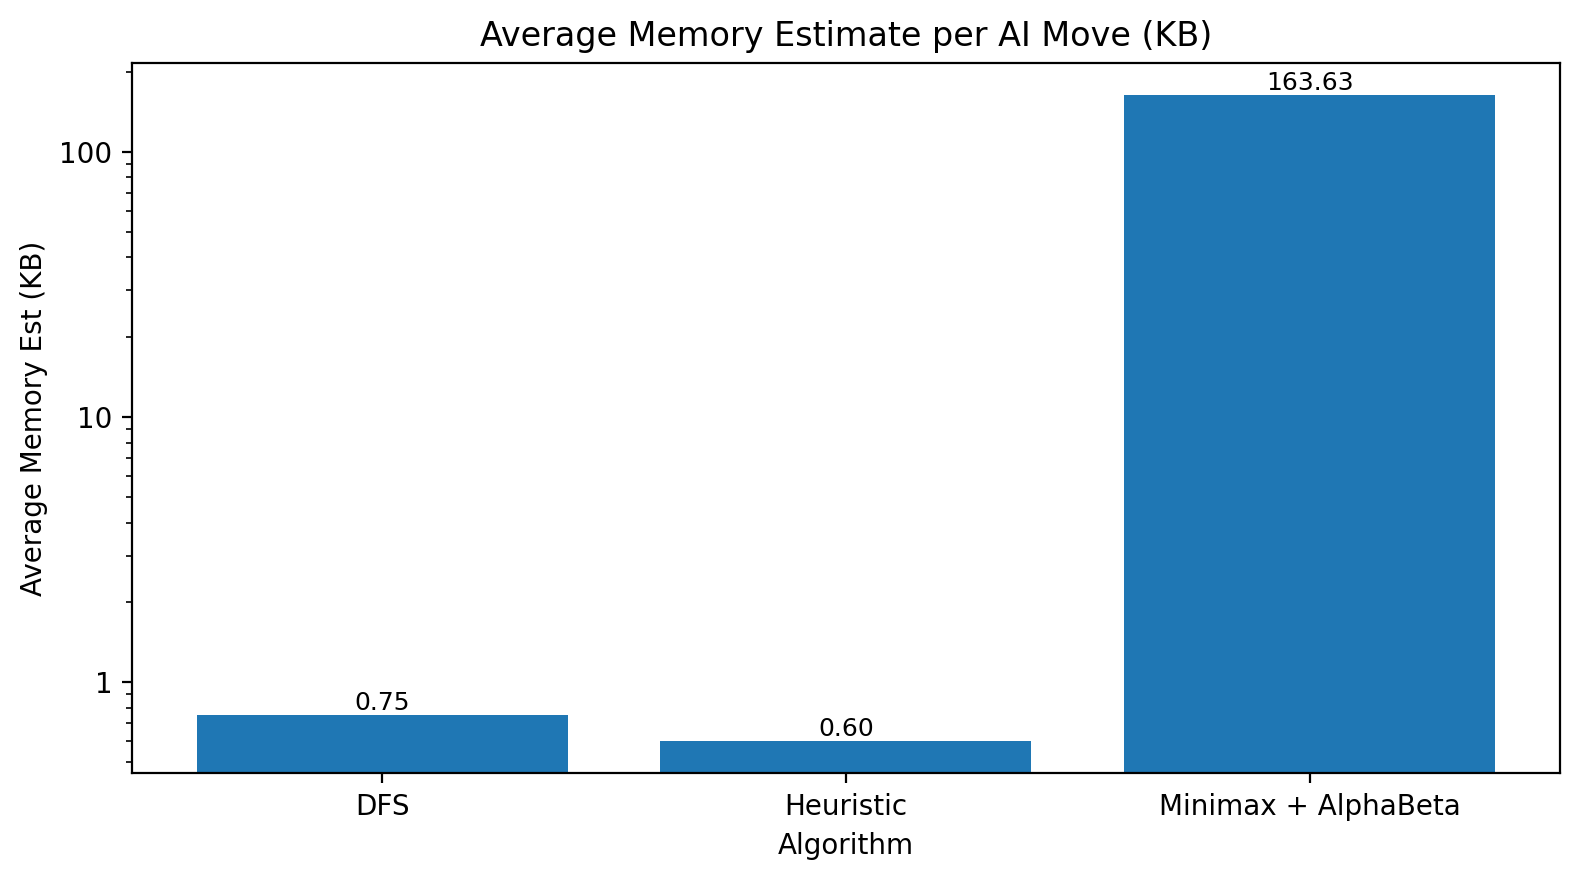 Average Memory Estimate per AI Move (KB)
Average Memory Est (KB)
100
10
1
0.75
0.60
163.63
DFS
Heuristic
Minimax + AlphaBeta
Algorithm